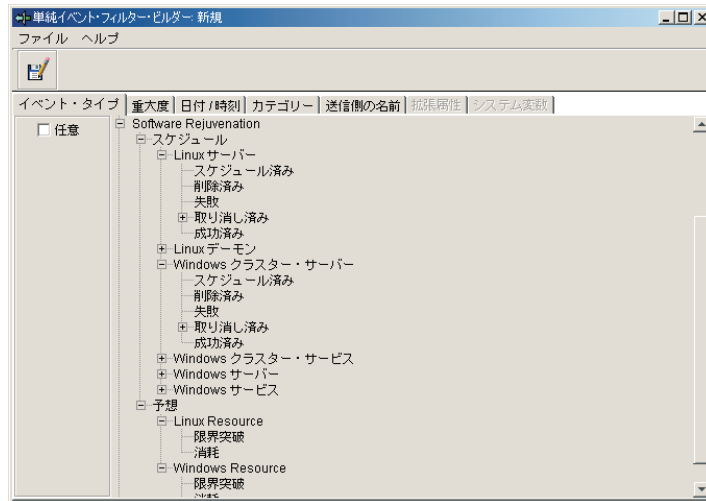 単純イベント・フィルター・ビルダー: 新規
ファイル ヘルプ
イベント・タイプ 重大度 日付 / 時刻 カテゴリー 送信側の名前 拡張属性 システム変数
任意
Software Rejuvenation
スケジュール
Linux サーバー
スケジュール済み
削除済み
失敗
取り消し済み
成功済み
Linux デーモン
Windows クラスター・サーバー
スケジュール済み
削除済み
失敗
取り消し済み
成功済み
Windows クラスター・サービス
Windows サーバー
Windows サービス
予想
Linux Resource
限界突破
消耗
Windows Resource
限界突破